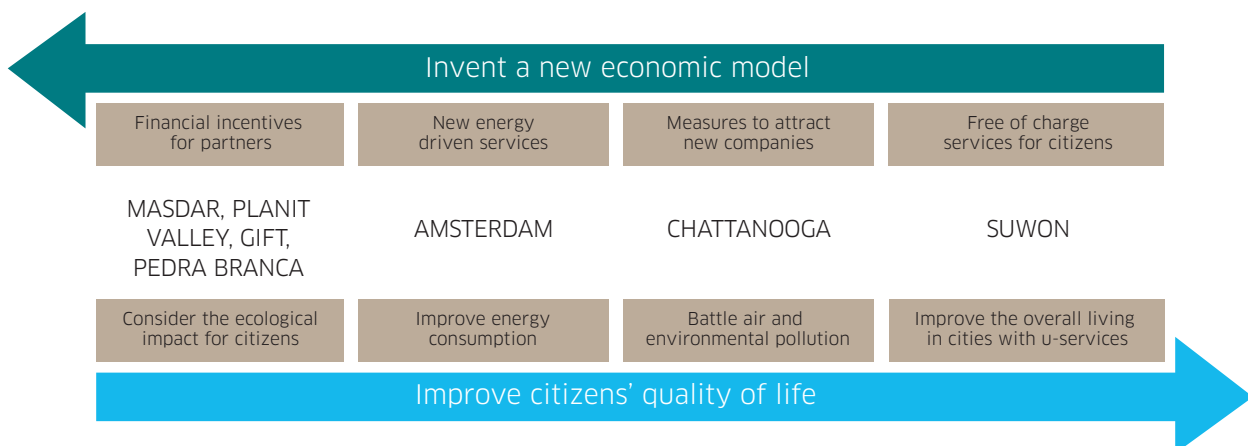 Invent a new economic model
Financial incentives
for partners
New energy
driven services
Measures to attract
new companies
Free of charge
services for citizens
MASDAR, PLANIT
VALLEY, GIFT,
PEDRA BRANCA
AMSTERDAM
CHATTANOOGA
SUWON
Consider the ecological
impact for citizens
Improve energy
consumption
Battle air and
environmental pollution
Improve the overall living
in cities with u-services
Improve citizens’ quality of life